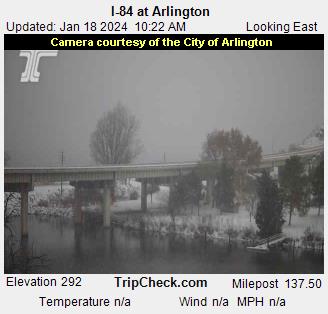 I-84 at Arlington
Updated: Jan 18 2024 10:22 AM Looking East
Camera courtesy of the City of Arlington
Elevation 292 TripCheck.com Milepost 137.50
Temperature n/a Wind n/a MPH n/a